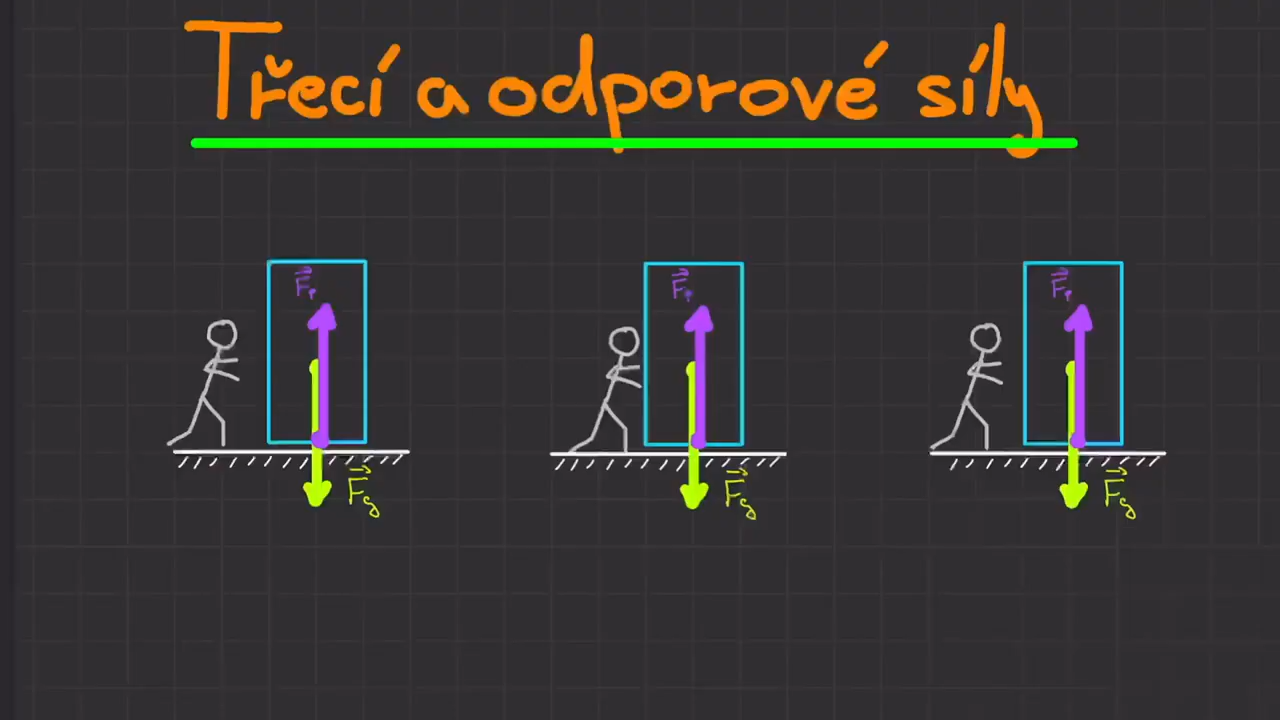 Třecí a odporové síly
F⃗p F⃗p F⃗p
F⃗g F⃗g F⃗g